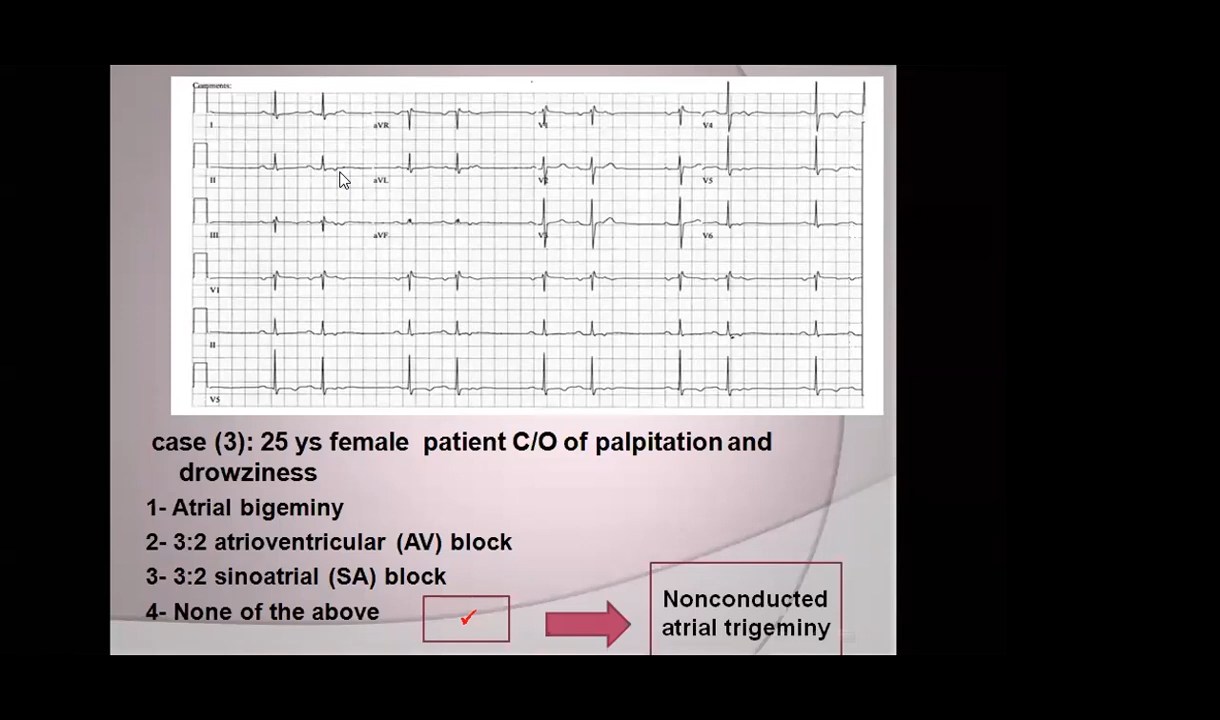 Comments:
I aVR V1 V4
II aVL V2 V5
III aVF V3 V6
V1
II
V5
case (3): 25 ys female patient C/O of palpitation and
drowziness
1- Atrial bigeminy
2- 3:2 atrioventricular (AV) block
3- 3:2 sinoatrial (SA) block
4- None of the above
✓
Nonconducted
atrial trigeminy